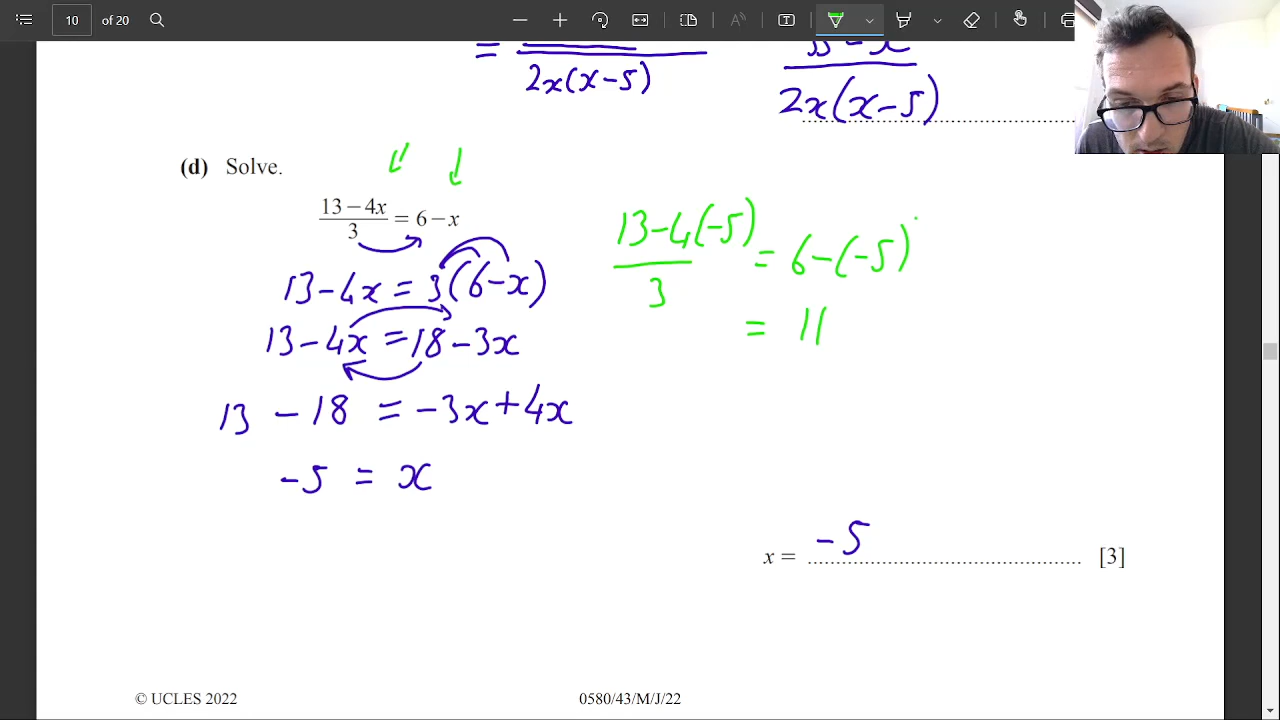 10 of 20
=
2x(x-5)
2x(x-5)
(d) Solve.
13 – 4x / 3 = 6 – x
13-4x = 3(6-x)
13-4x = 18-3x
13 -18 = -3x+4x
-5 = x
13-4(-5) / 3 = 6-(-5)
= 11
x = -5 [3]
© UCLES 2022 0580/43/M/J/22